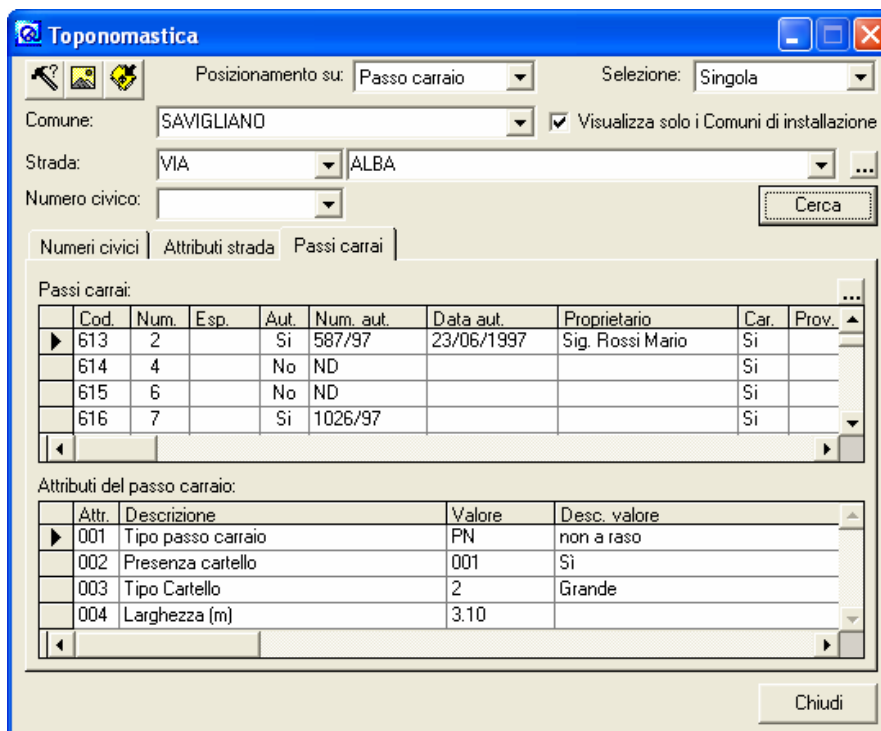 Toponomastica
Posizionamento su: Passo carraio Selezione: Singola
Comune: SAVIGLIANO Visualizza solo i Comuni di installazione
Strada: VIA ALBA ...
Numero civico: Cerca
Numeri civici Attributi strada Passi carrai
Passi carrai: ...
Cod. Num. Esp. Aut. Num. aut. Data aut. Proprietario Car. Prov.
613 2 Si 587/97 23/06/1997 Sig. Rossi Mario Si
614 4 No ND Si
615 6 No ND Si
616 7 Si 1026/97 Si
Attributi del passo carraio:
Attr. Descrizione Valore Desc. valore
001 Tipo passo carraio PN non a raso
002 Presenza cartello 001 Sì
003 Tipo Cartello 2 Grande
004 Larghezza (m) 3.10
Chiudi